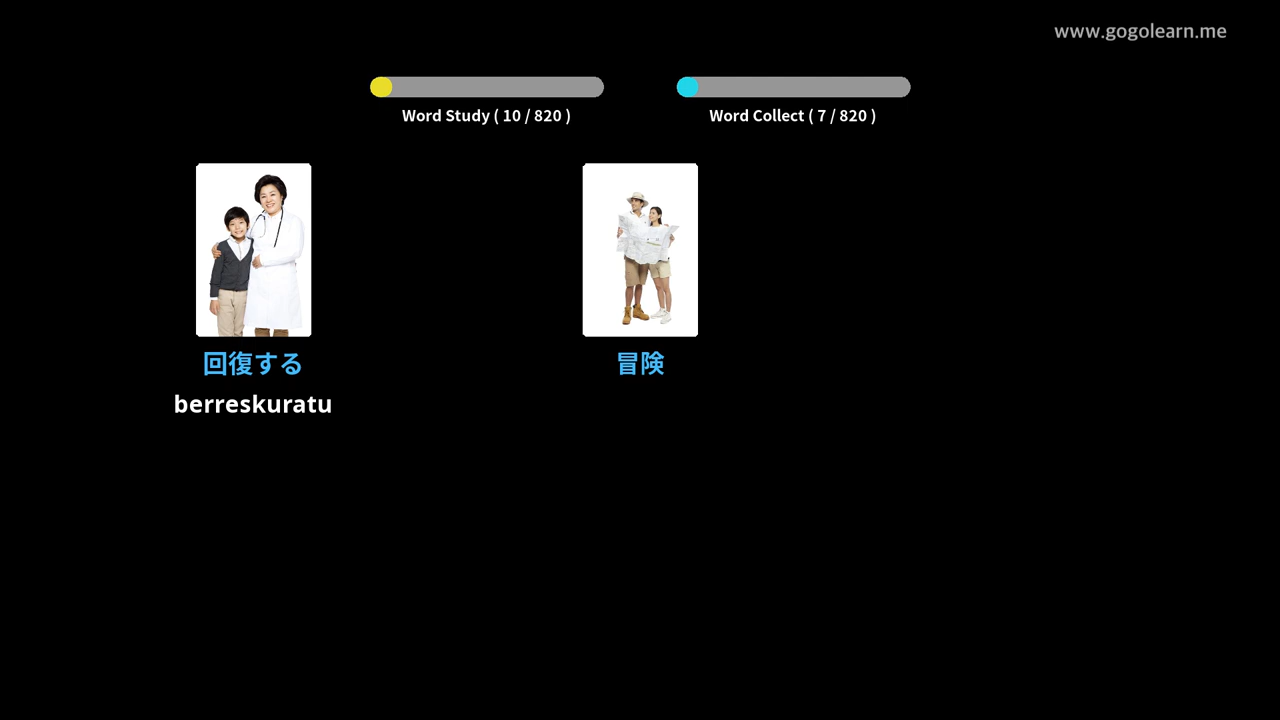 www.gogolearn.me
Word Study ( 10 / 820 )
Word Collect ( 7 / 820 )
回復する
冒険
berreskuratu